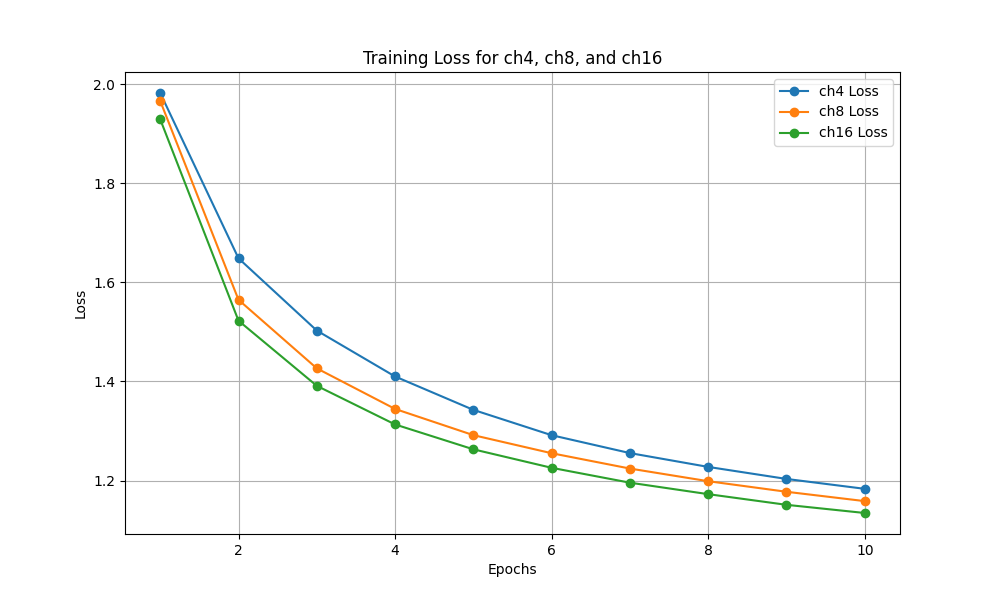 Training Loss for ch4, ch8, and ch16
ch4 Loss
ch8 Loss
ch16 Loss
Loss
2.0
1.8
1.6
1.4
1.2
2 4 6 8 10
Epochs